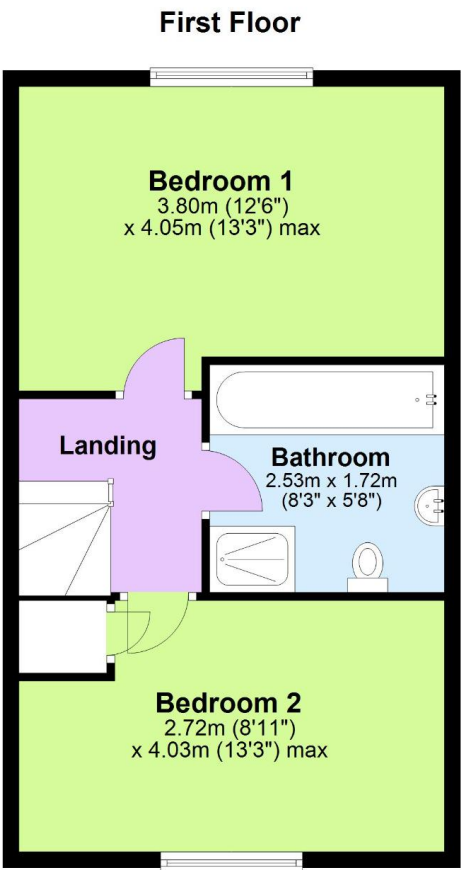 First Floor
Bedroom 1
3.80m (12'6")
x 4.05m (13'3") max
Landing
Bathroom
2.53m x 1.72m
(8'3" x 5'8")
Bedroom 2
2.72m (8'11")
x 4.03m (13'3") max